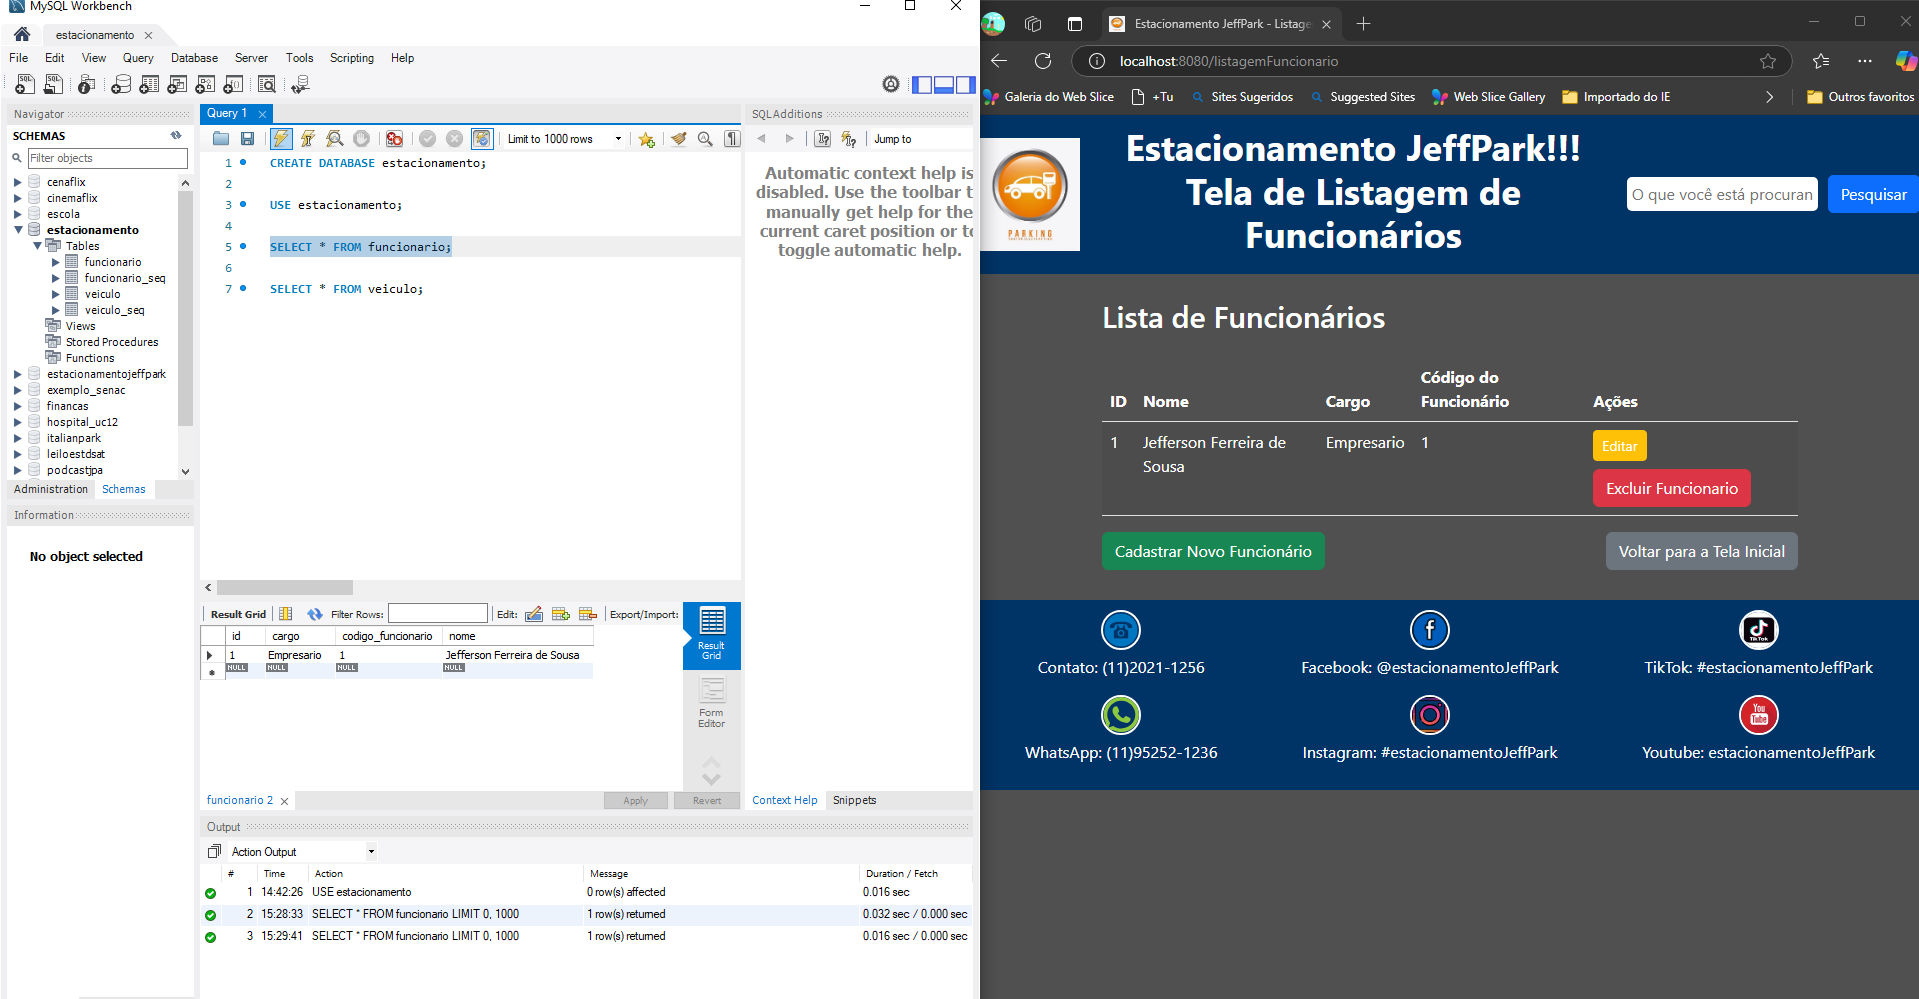 MySQL Workbench
estacionamento
File Edit View Query Database Server Tools Scripting Help
Navigator
SCHEMAS
Filter objects
cenaflix
cinemaflix
escola
estacionamento
Tables
funcionario
funcionario_seq
veiculo
veiculo_seq
Views
Stored Procedures
Functions
estacionamentojeffpark
exemplo_senac
financas
hospital_uc12
italianpark
leiloestdsat
podcastjpa
Administration Schemas
Information
No object selected
Query 1
Limit to 1000 rows
1 CREATE DATABASE estacionamento;
2
3 USE estacionamento;
4
5 SELECT * FROM funcionario;
6
7 SELECT * FROM veiculo;
Result Grid Filter Rows: Edit: Export/Import:
id cargo codigo_funcionario nome
1 Empresario 1 Jefferson Ferreira de Sousa
NULL NULL NULL NULL
Result
Grid
Form
Editor
funcionario 2 Apply Revert
SQLAdditions
Jump to
Automatic context help is
disabled. Use the toolbar t
manually get help for the
current caret position or to
toggle automatic help.
Context Help Snippets
Output
Action Output
# Time Action Message Duration / Fetch
1 14:42:26 USE estacionamento 0 row(s) affected 0.016 sec
2 15:28:33 SELECT * FROM funcionario LIMIT 0, 1000 1 row(s) returned 0.032 sec / 0.000 sec
3 15:29:41 SELECT * FROM funcionario LIMIT 0, 1000 1 row(s) returned 0.016 sec / 0.000 sec
Estacionamento JeffPark - Listage
localhost:8080/listagemFuncionario
Galeria do Web Slice +Tu Sites Sugeridos Suggested Sites Web Slice Gallery Importado do IE Outros favoritos
PARKING
Estacionamento JeffPark!!!
Tela de Listagem de
Funcionários
O que você está procuran Pesquisar
Lista de Funcionários
ID Nome Cargo Código do Funcionário Ações
1 Jefferson Ferreira de Sousa Empresario 1 Editar
Excluir Funcionario
Cadastrar Novo Funcionário Voltar para a Tela Inicial
TikTok
Contato: (11)2021-1256 Facebook: @estacionamentoJeffPark TikTok: #estacionamentoJeffPark
You
Tube
WhatsApp: (11)95252-1236 Instagram: #estacionamentoJeffPark Youtube: estacionamentoJeffPark